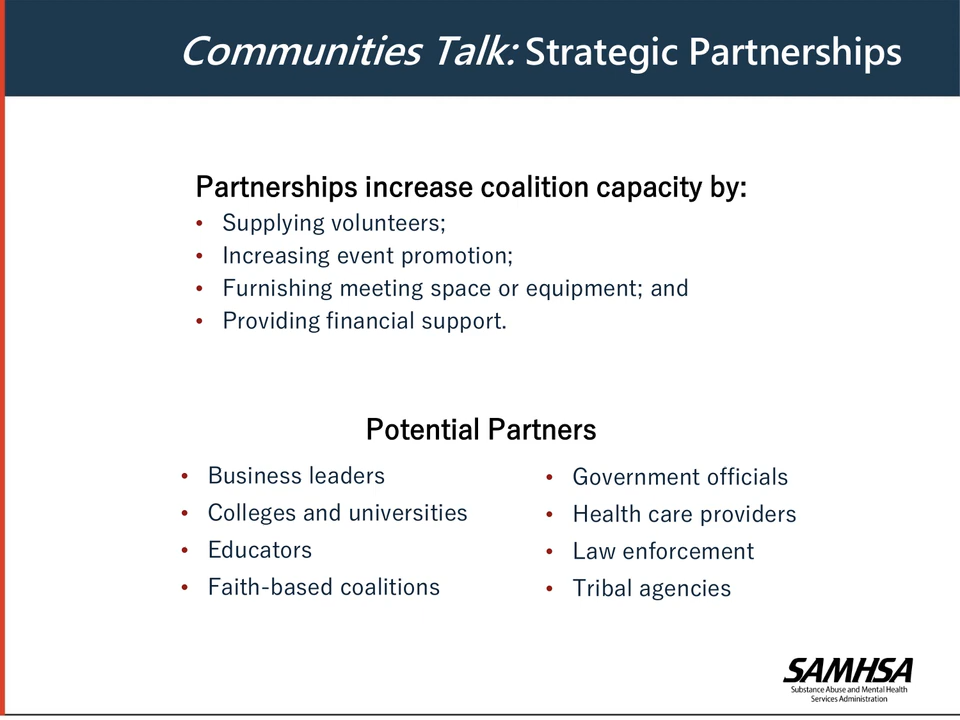 Communities Talk: Strategic Partnerships
Partnerships increase coalition capacity by:
• Supplying volunteers;
• Increasing event promotion;
• Furnishing meeting space or equipment; and
• Providing financial support.
Potential Partners
• Business leaders
• Colleges and universities
• Educators
• Faith-based coalitions
• Government officials
• Health care providers
• Law enforcement
• Tribal agencies
SAMHSA
Substance Abuse and Mental Health
Services Administration